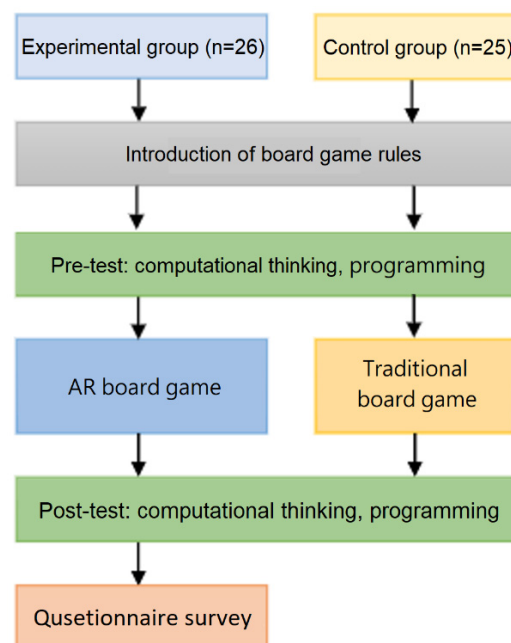 Experimental group (n=26)
Control group (n=25)
Introduction of board game rules
Pre-test: computational thinking, programming
AR board game
Traditional
board game
Post-test: computational thinking, programming
Qusetionnaire survey